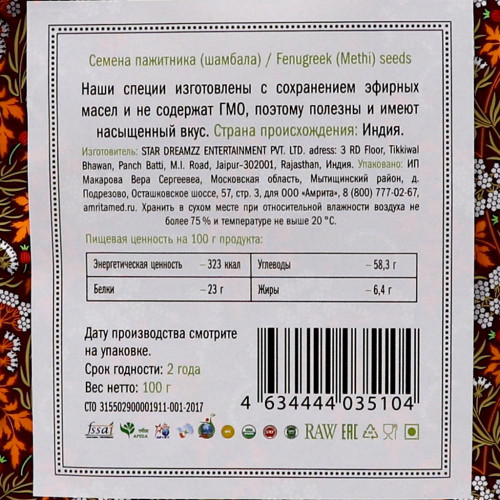 Семена пажитника (шамбала) / Fenugreek (Methi) seeds
Наши специи изготовлены с сохранением эфирных
масел и не содержат ГМО, поэтому полезны и имеют
насыщенный вкус. Страна происхождения: Индия.
Изготовитель: STAR DREAMZZ ENTERTAINMENT PVT. LTD. adress: 3 RD Floor, Tikkiwal
Bhawan, Panch Batti, M.I. Road, Jaipur-302001, Rajasthan, Индия. Упаковано: ИП
Макарова Вера Сергеевеа, Московская область, Мытищинский район, д.
Подрезово, Осташковское шоссе, 57, стр. 3, для ООО «Амрита», 8 (800) 777-02-67,
amritamed.ru. Хранить в сухом месте при относительной влажности воздуха не
более 75 % и температуре не выше 20 °С.
Пищевая ценность на 100 г продукта:
Энергетическая ценность – 323 ккал Углеводы – 58,3 г
Белки – 23 г Жиры – 6,4 г
Дату производства смотрите
на упаковке.
Срок годности: 2 года
Вес нетто: 100 г
СТО 315502900001911-001-2017
4 634444 035104
fssai APEDA RAW EAC